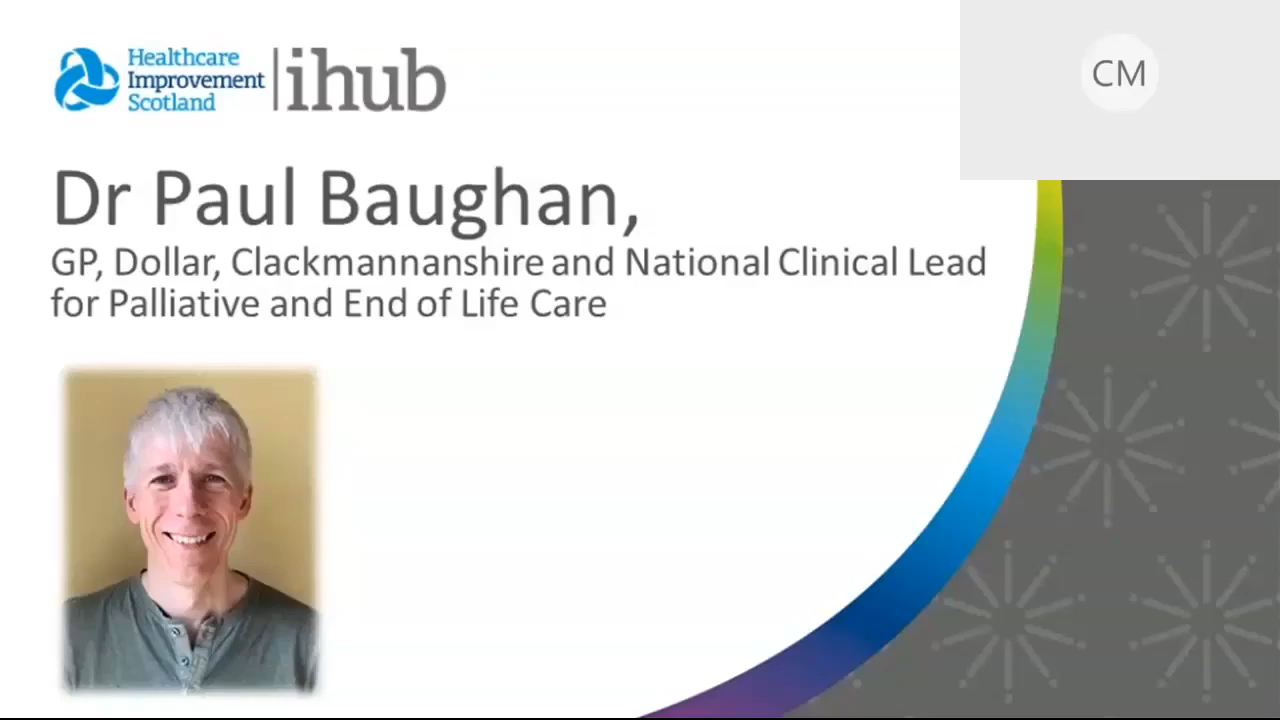 Healthcare
Improvement
Scotland
ihub
CM
Dr Paul Baughan,
GP, Dollar, Clackmannanshire and National Clinical Lead
for Palliative and End of Life Care